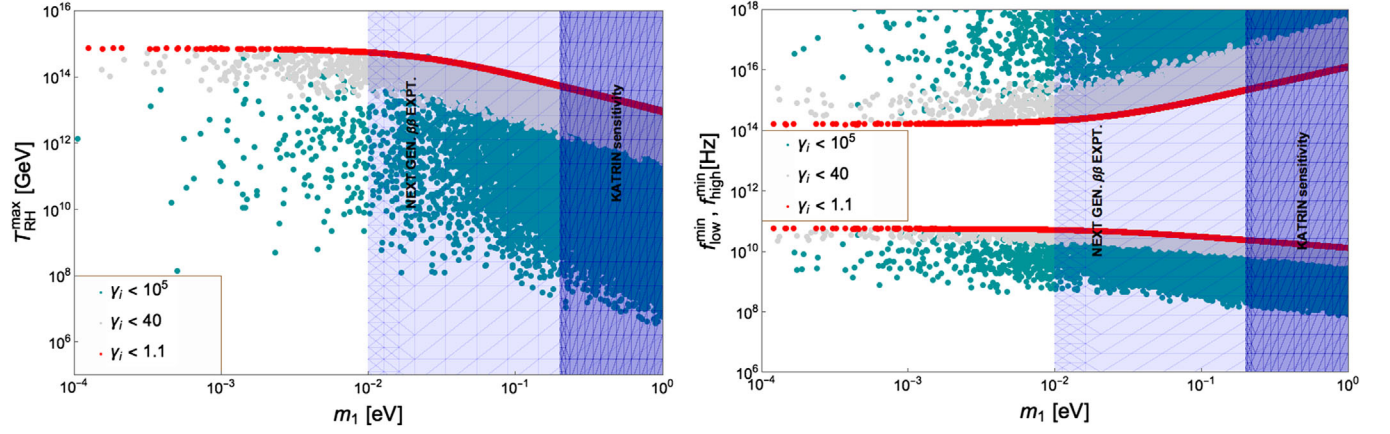 10^16
10^14
10^12
10^10
10^8
10^6
T_RH^max [GeV]
NEXT GEN. ββ EXPT.
KATRIN sensitivity
γ_i < 10^5
γ_i < 40
γ_i < 1.1
10^-4
10^-3
10^-2
10^-1
10^0
m_1 [eV]
10^18
10^16
10^14
10^12
10^10
10^8
10^6
f_low^min , f_high^min [Hz]
γ_i < 10^5
γ_i < 40
γ_i < 1.1
NEXT GEN. ββ EXPT.
KATRIN sensitivity
10^-4
10^-3
10^-2
10^-1
10^0
m_1 [eV]